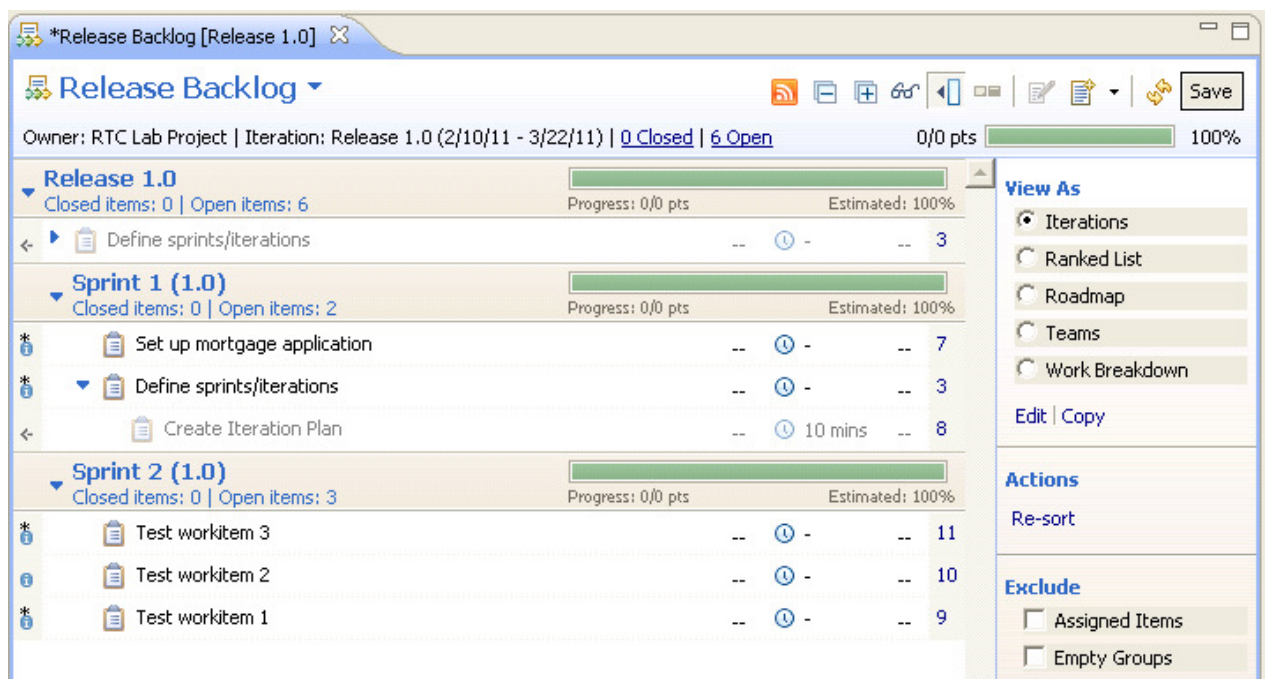 *Release Backlog [Release 1.0]
Release Backlog
Save
Owner: RTC Lab Project | Iteration: Release 1.0 (2/10/11 - 3/22/11) | 0 Closed | 6 Open 0/0 pts 100%
Release 1.0
Closed items: 0 | Open items: 6 Progress: 0/0 pts Estimated: 100%
Define sprints/iterations -- - -- 3
Sprint 1 (1.0)
Closed items: 0 | Open items: 2 Progress: 0/0 pts Estimated: 100%
Set up mortgage application -- - -- 7
Define sprints/iterations -- - -- 3
Create Iteration Plan -- 10 mins -- 8
Sprint 2 (1.0)
Closed items: 0 | Open items: 3 Progress: 0/0 pts Estimated: 100%
Test workitem 3 -- - -- 11
Test workitem 2 -- - -- 10
Test workitem 1 -- - -- 9
View As
Iterations
Ranked List
Roadmap
Teams
Work Breakdown
Edit | Copy
Actions
Re-sort
Exclude
Assigned Items
Empty Groups